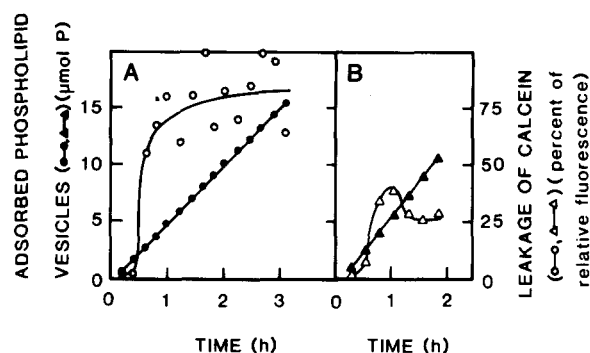 ADSORBED PHOSPHOLIPID
VESICLES (●-●,▲-▲) (μmol P)
A
15
10
5
0
0 1 2 3
TIME (h)
B
75
50
25
0
0 1 2
TIME (h)
LEAKAGE OF CALCEIN
(○-○,△-△) (percent of
relative fluorescence)